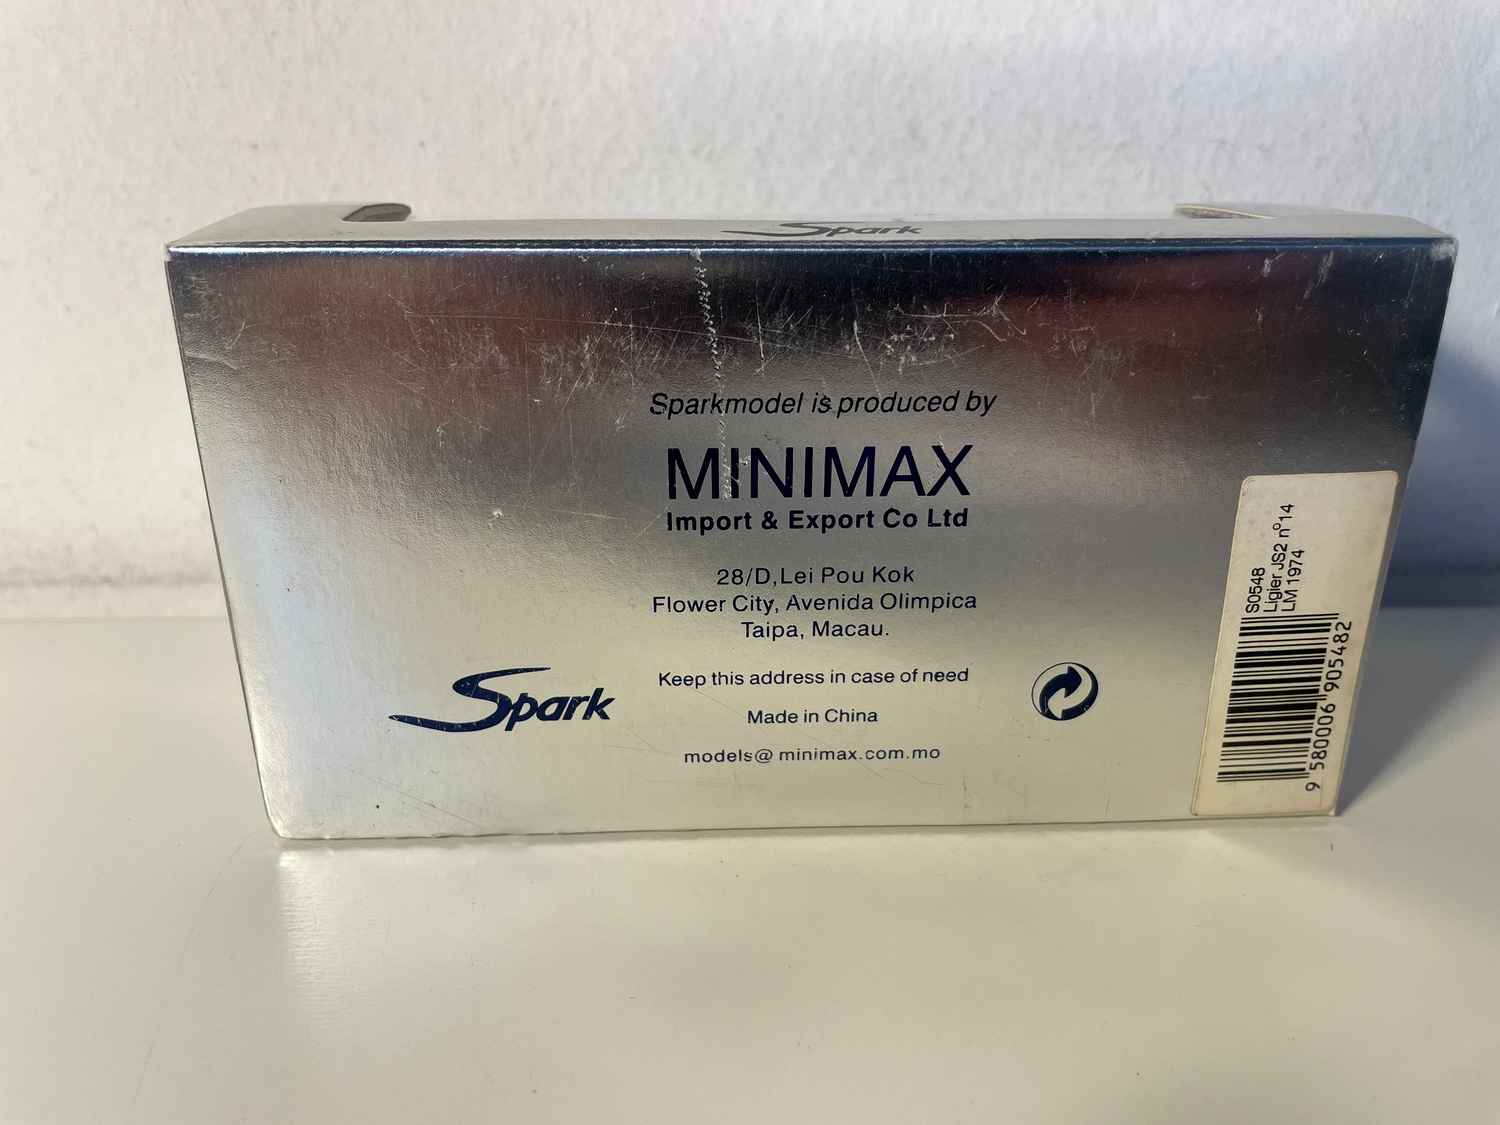 Spark
Sparkmodel is produced by
MINIMAX
Import & Export Co Ltd
28/D,Lei Pou Kok
Flower City, Avenida Olimpica
Taipa, Macau.
Keep this address in case of need
Made in China
models@minimax.com.mo
Spark
S0548
Ligier JS2 nº14
LM 1974
9 580006 905482